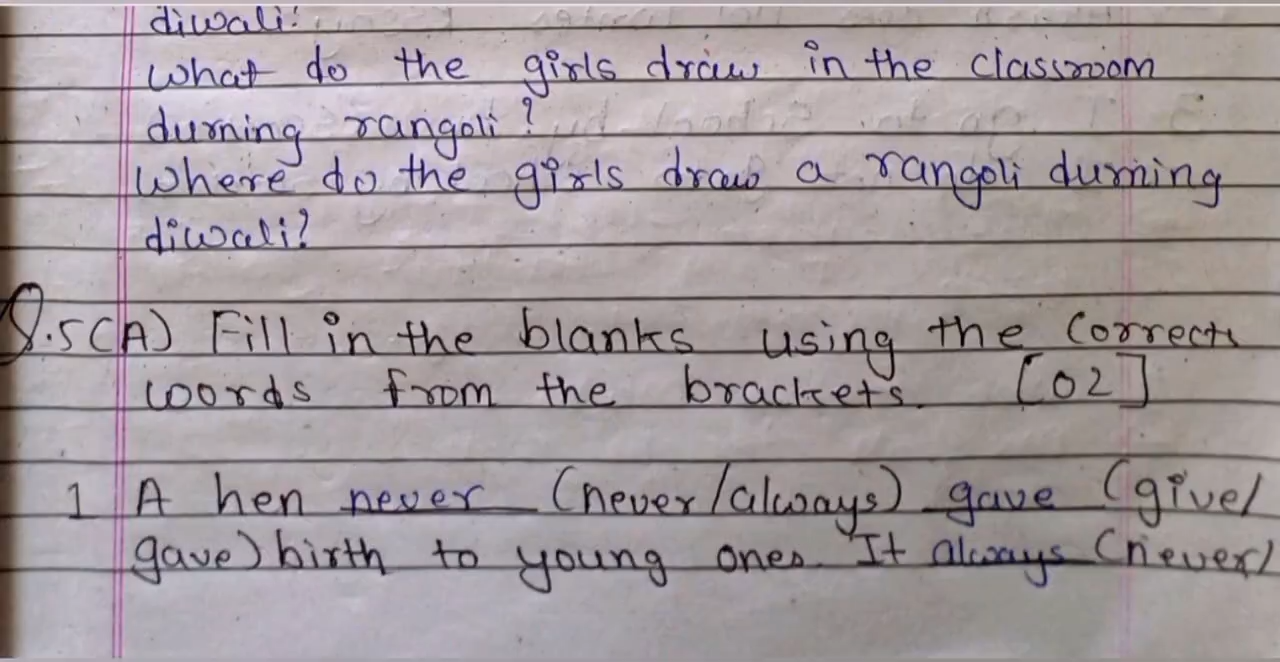 diwali.
What do the girls draw in the classroom
durning rangoli?
Where do the girls draw a rangoli durning
diwali?
Q.5(A) Fill in the blanks using the correct
words from the brackets. [02]
1 A hen never (never/always) gave (give/
gave) birth to young ones. It always (never/